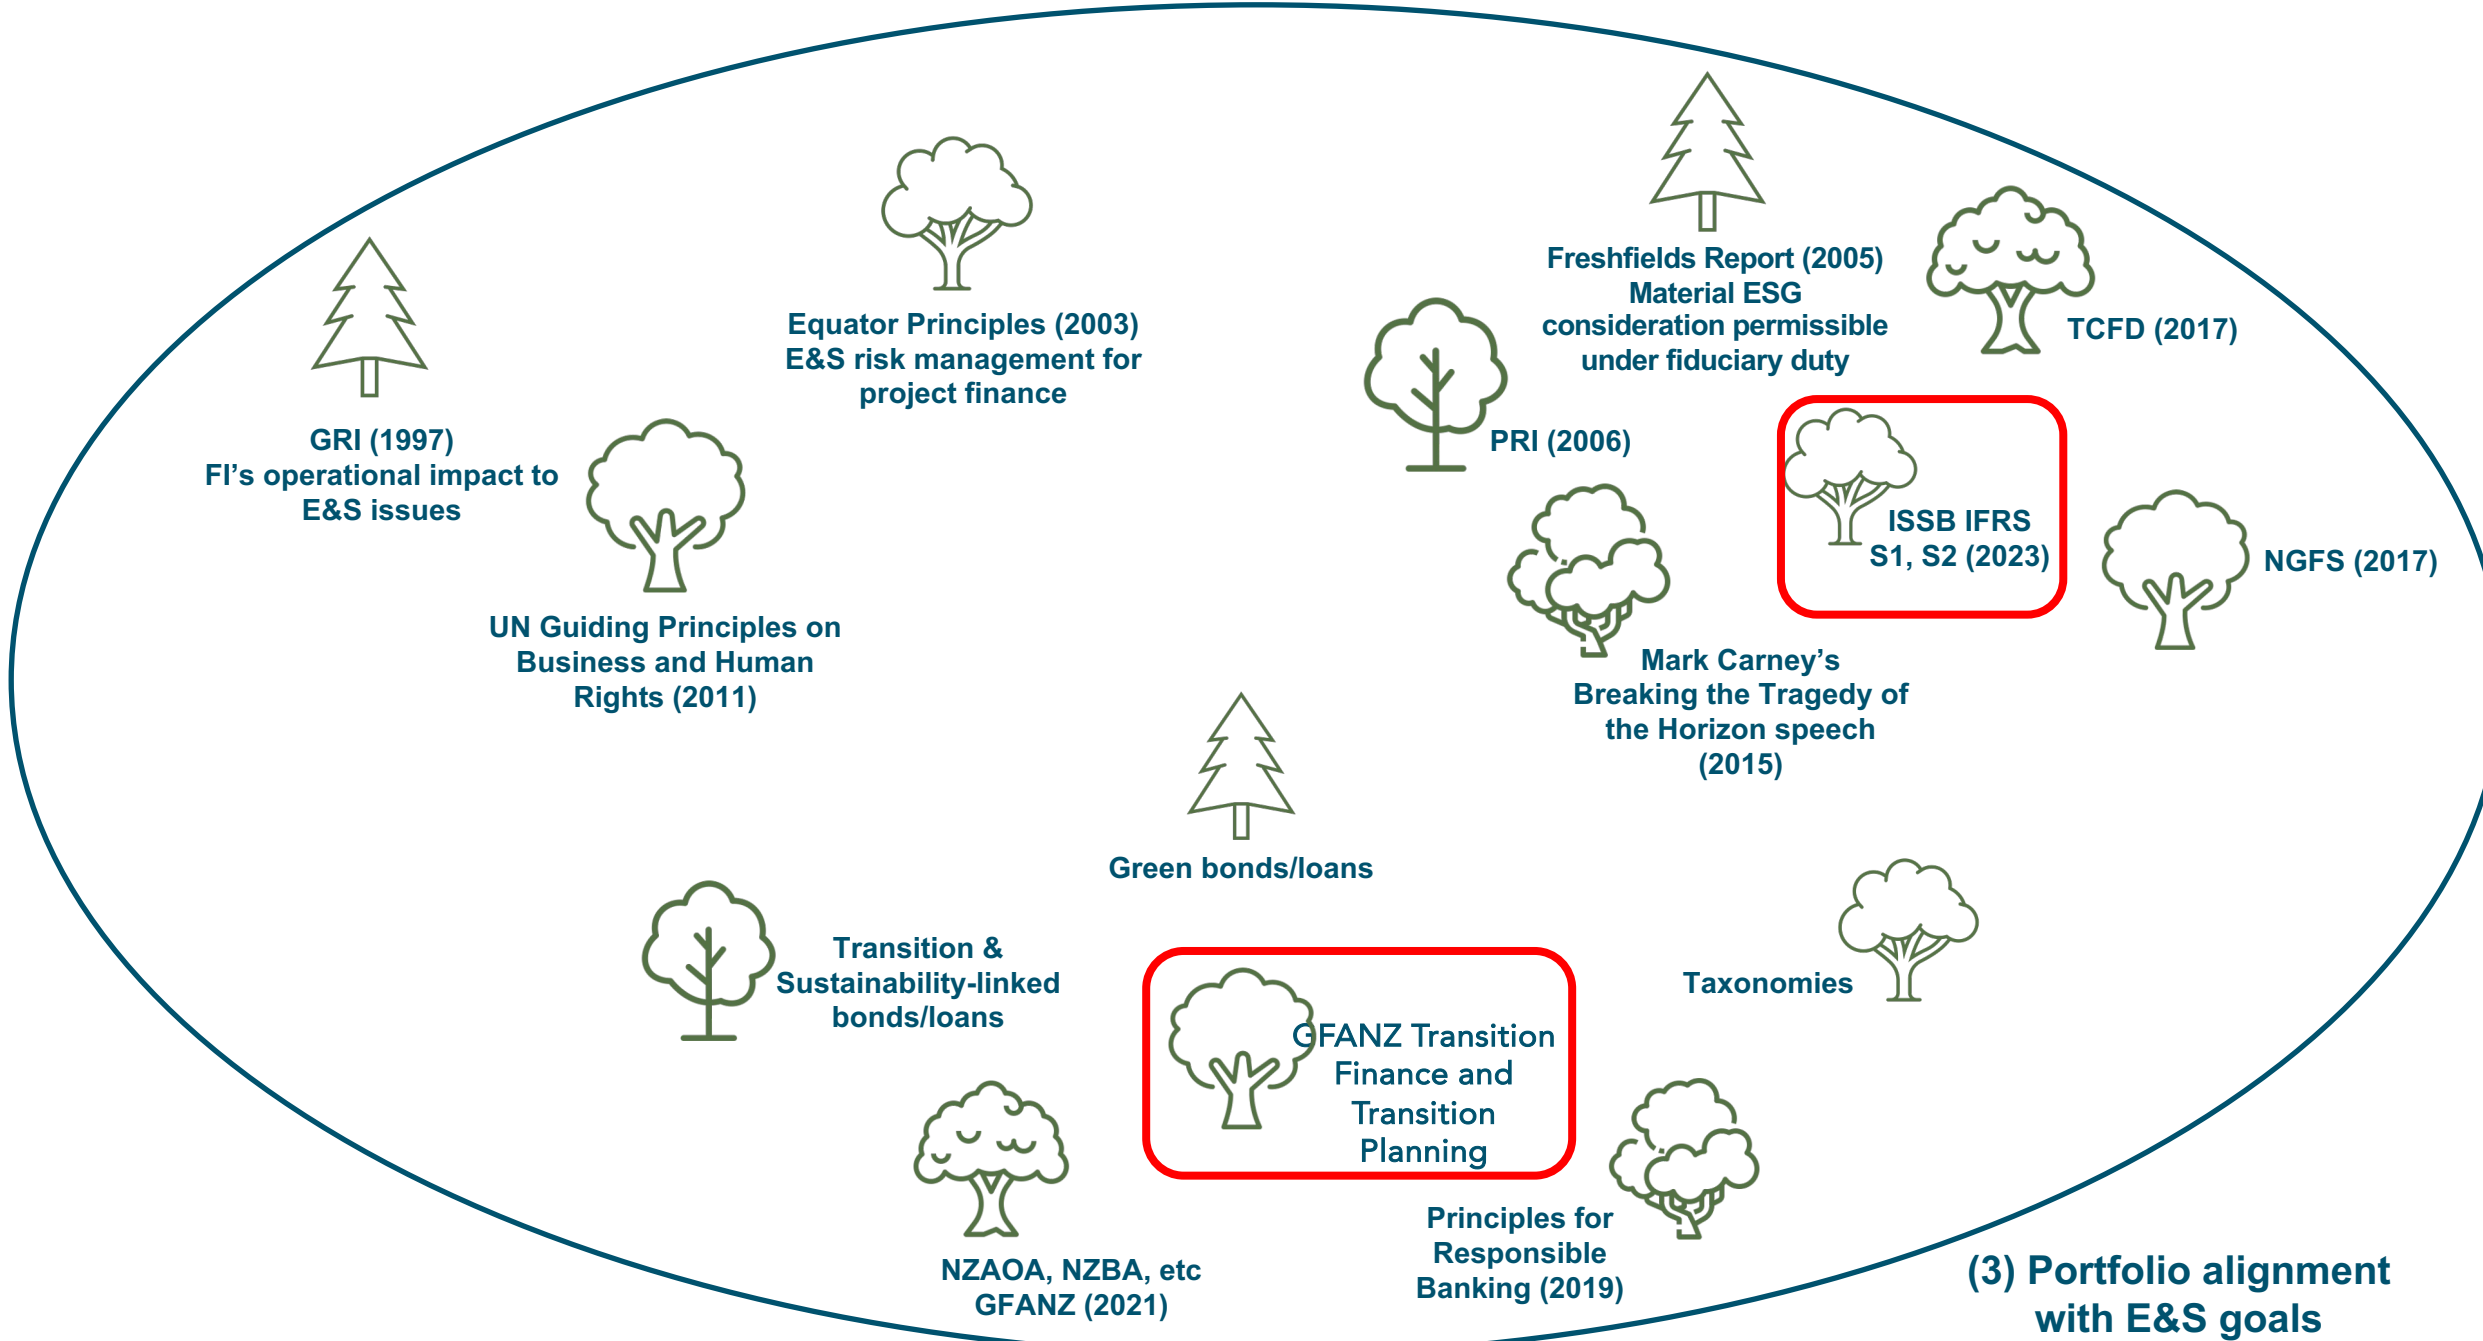 Freshfields Report (2005)
Material ESG
consideration permissible
under fiduciary duty
TCFD (2017)
Equator Principles (2003)
E&S risk management for
project finance
GRI (1997)
FI’s operational impact to
E&S issues
PRI (2006)
ISSB IFRS
S1, S2 (2023)
NGFS (2017)
UN Guiding Principles on
Business and Human
Rights (2011)
Mark Carney’s
Breaking the Tragedy of
the Horizon speech
(2015)
Green bonds/loans
Transition &
Sustainability-linked
bonds/loans
Taxonomies
GFANZ Transition
Finance and
Transition
Planning
Principles for
Responsible
Banking (2019)
NZAOA, NZBA, etc
GFANZ (2021)
(3) Portfolio alignment
with E&S goals